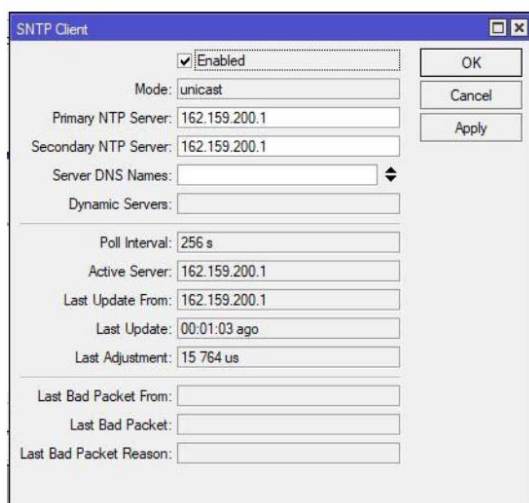 SNTP Client
Enabled
OK
Mode: unicast
Cancel
Primary NTP Server: 162.159.200.1
Apply
Secondary NTP Server: 162.159.200.1
Server DNS Names:
Dynamic Servers:
Poll Interval: 256 s
Active Server: 162.159.200.1
Last Update From: 162.159.200.1
Last Update: 00:01:03 ago
Last Adjustment: 15 764 us
Last Bad Packet From:
Last Bad Packet:
Last Bad Packet Reason: